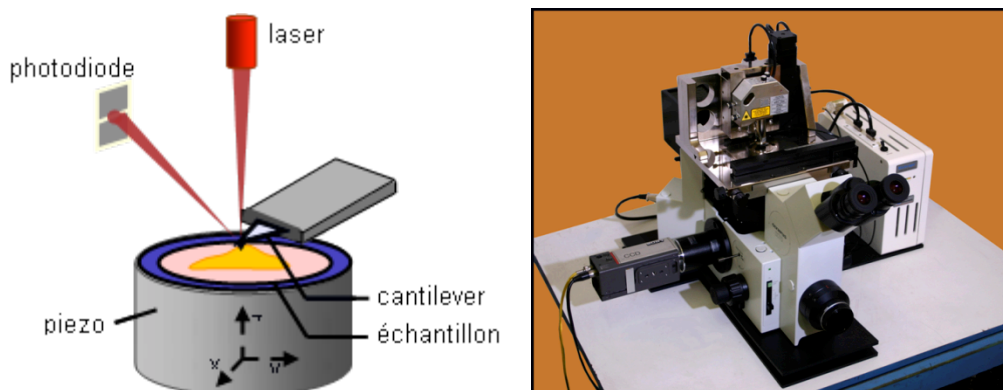 laser
photodiode
cantilever
échantillon
piezo
X